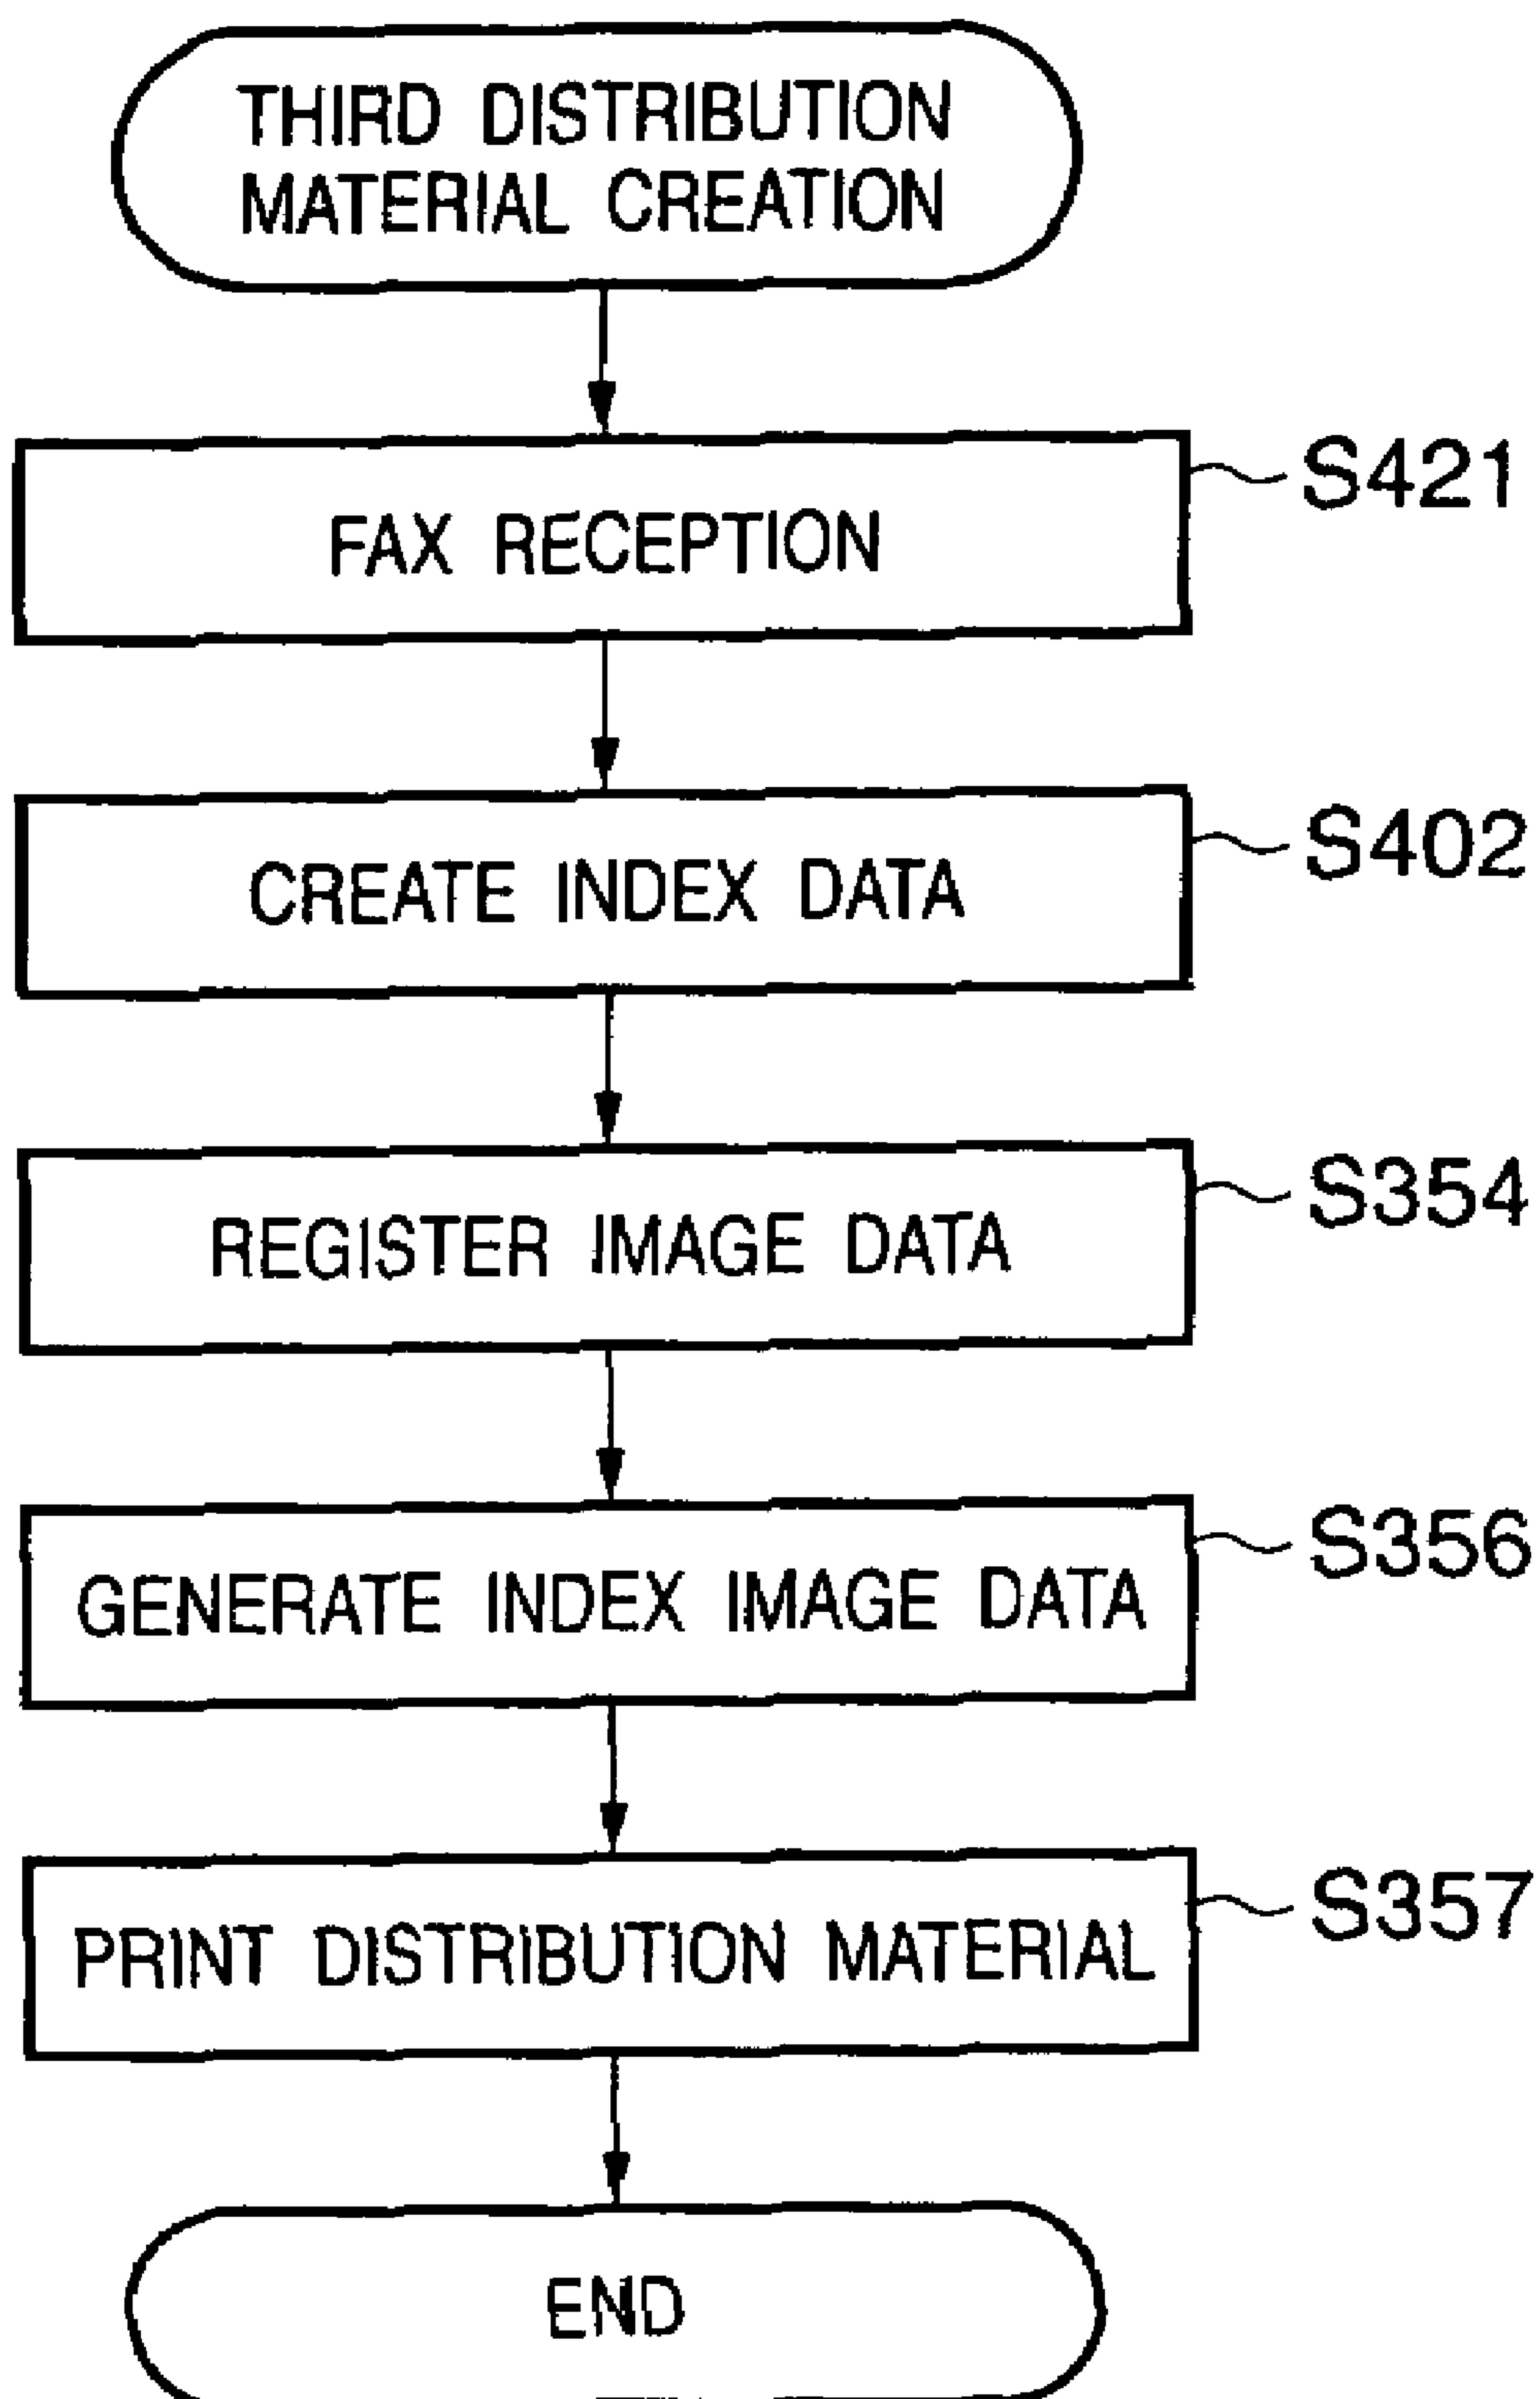 THIRD DISTRIBUTION
MATERIAL CREATION
FAX RECEPTION
S421
CREATE INDEX DATA
S402
REGISTER IMAGE DATA
S354
GENERATE INDEX IMAGE DATA
S356
PRINT DISTRIBUTION MATERIAL
S357
END